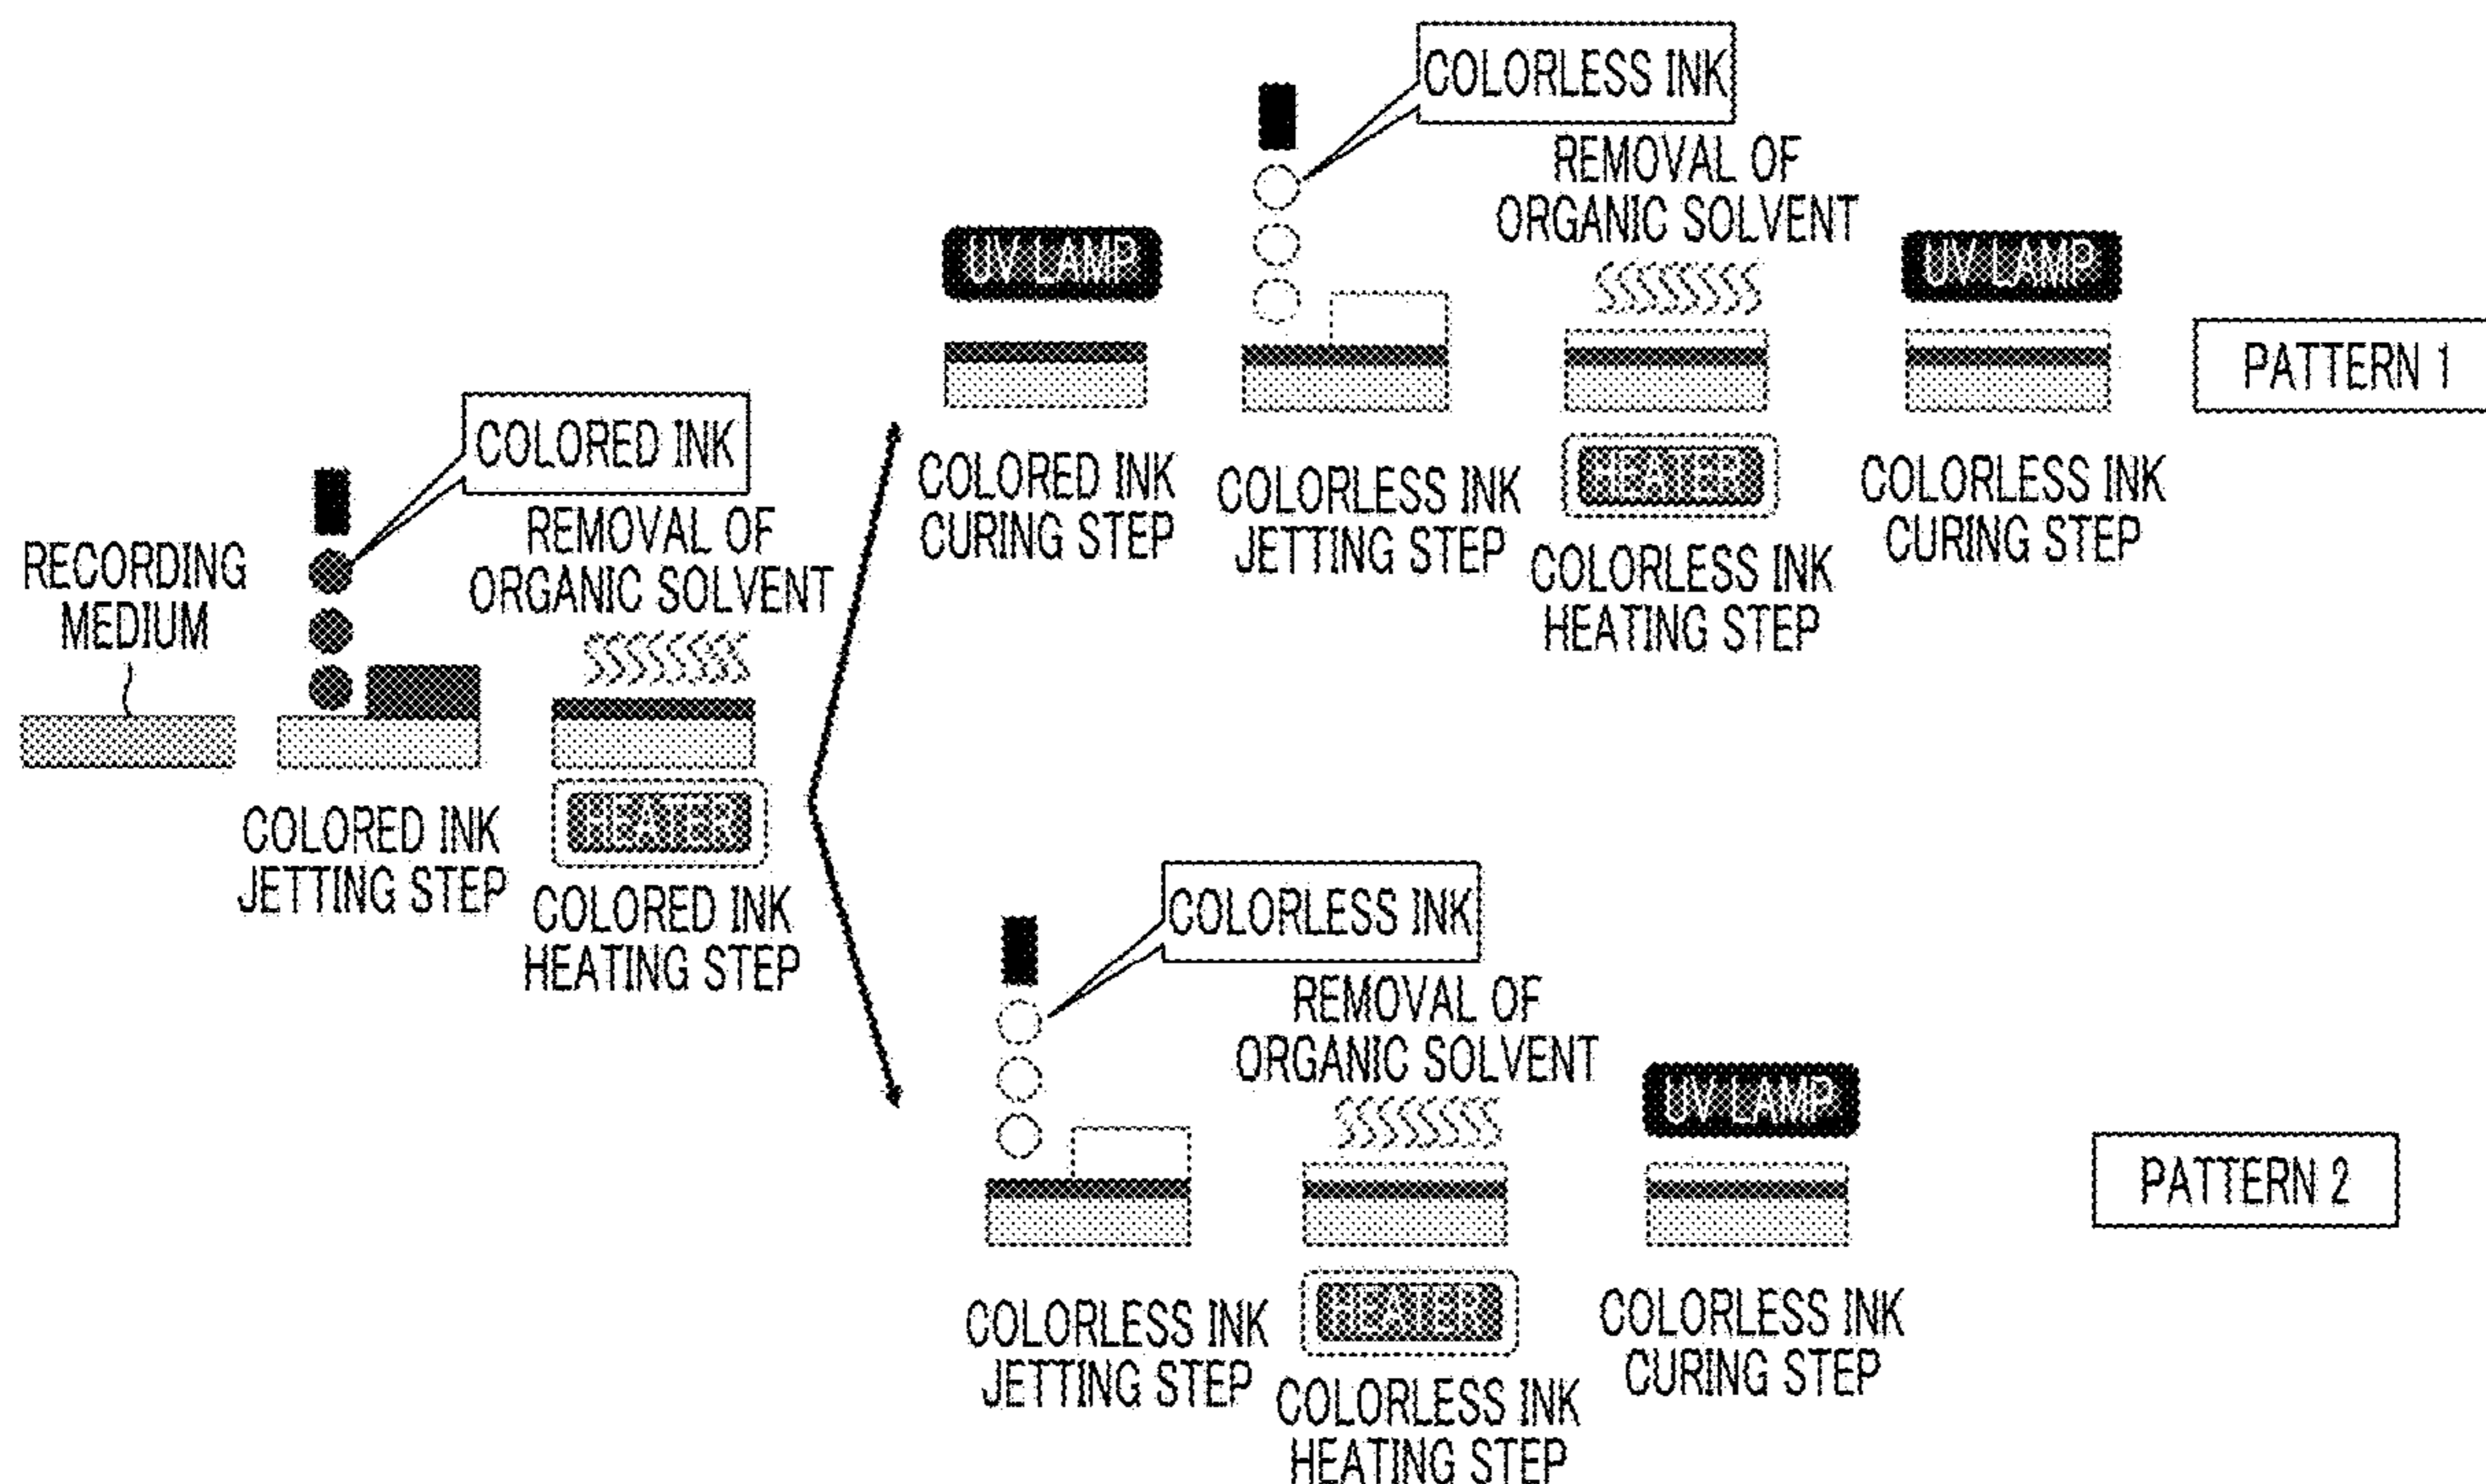 RECORDING
MEDIUM
COLORED INK
COLORED INK
JETTING STEP
REMOVAL OF
ORGANIC SOLVENT
HEATER
COLORED INK
HEATING STEP
UV LAMP
COLORED INK
CURING STEP
COLORLESS INK
COLORLESS INK
JETTING STEP
REMOVAL OF
ORGANIC SOLVENT
HEATER
COLORLESS INK
HEATING STEP
UV LAMP
COLORLESS INK
CURING STEP
PATTERN 1
COLORLESS INK
COLORLESS INK
JETTING STEP
REMOVAL OF
ORGANIC SOLVENT
HEATER
COLORLESS INK
HEATING STEP
UV LAMP
COLORLESS INK
CURING STEP
PATTERN 2